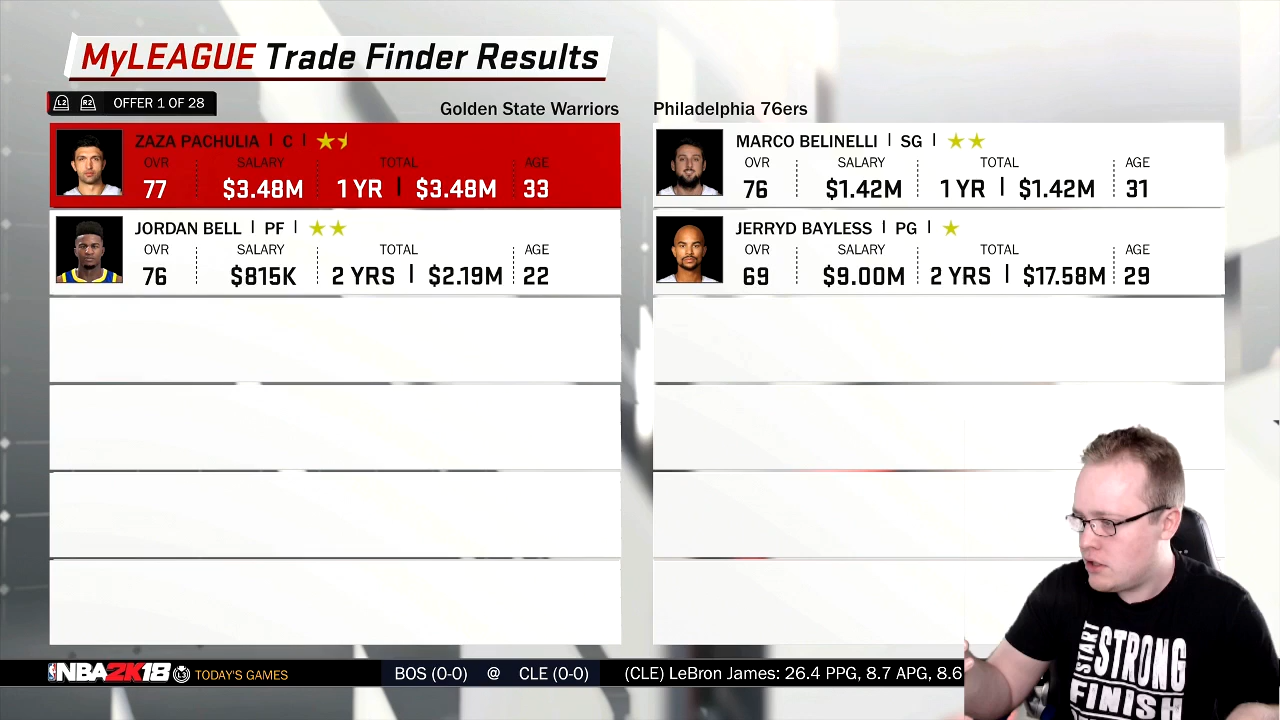 MyLEAGUE Trade Finder Results
L2 R2 OFFER 1 OF 28
Golden State Warriors
Philadelphia 76ers
ZAZA PACHULIA | C |
OVR SALARY TOTAL AGE
77 $3.48M 1 YR | $3.48M 33
JORDAN BELL | PF |
OVR SALARY TOTAL AGE
76 $815K 2 YRS | $2.19M 22
MARCO BELINELLI | SG |
OVR SALARY TOTAL AGE
76 $1.42M 1 YR | $1.42M 31
JERRYD BAYLESS | PG |
OVR SALARY TOTAL AGE
69 $9.00M 2 YRS | $17.58M 29
NBA 2K18 TODAY'S GAMES BOS (0-0) @ CLE (0-0) (CLE) LeBron James: 26.4 PPG, 8.7 APG, 8.6
START
STRONG
FINISH